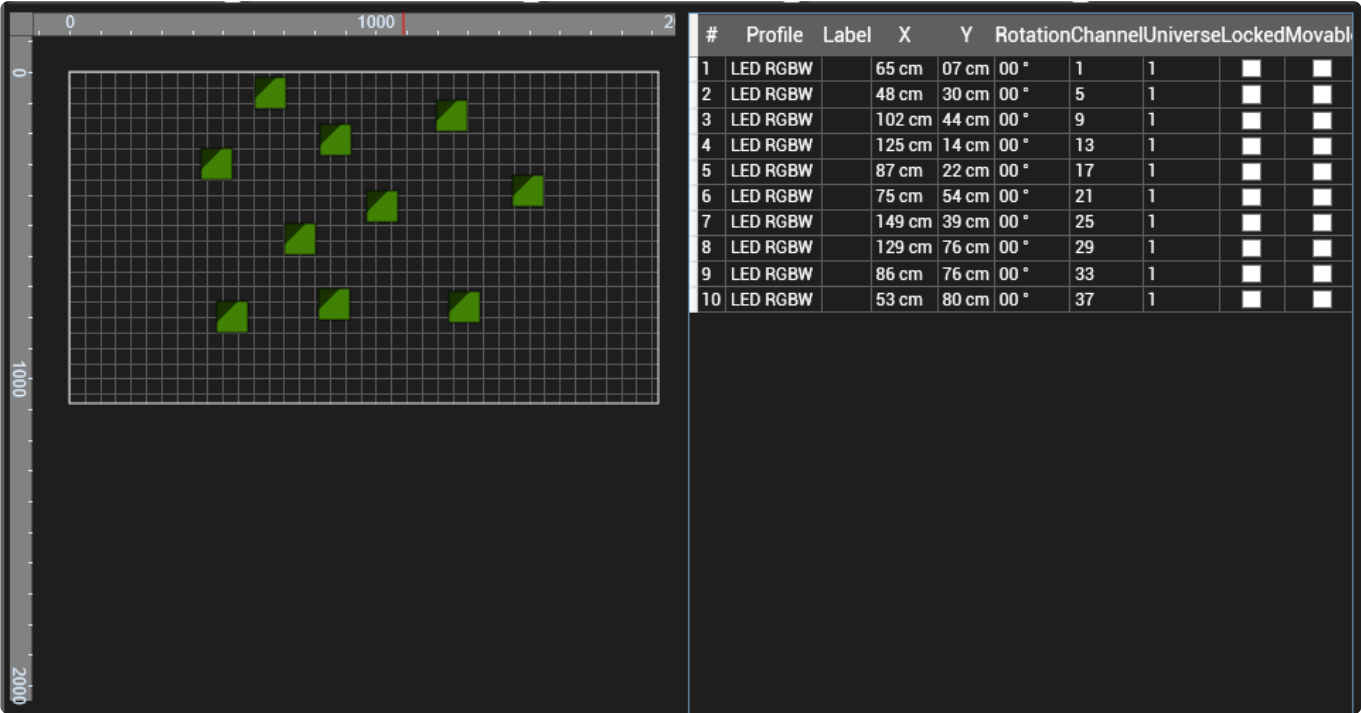 0 1000 2
0
1000
2000
# Profile Label X Y Rotation Channel Universe Locked Movabl
1 LED RGBW 65 cm 07 cm 00 ° 1 1
2 LED RGBW 48 cm 30 cm 00 ° 5 1
3 LED RGBW 102 cm 44 cm 00 ° 9 1
4 LED RGBW 125 cm 14 cm 00 ° 13 1
5 LED RGBW 87 cm 22 cm 00 ° 17 1
6 LED RGBW 75 cm 54 cm 00 ° 21 1
7 LED RGBW 149 cm 39 cm 00 ° 25 1
8 LED RGBW 129 cm 76 cm 00 ° 29 1
9 LED RGBW 86 cm 76 cm 00 ° 33 1
10 LED RGBW 53 cm 80 cm 00 ° 37 1